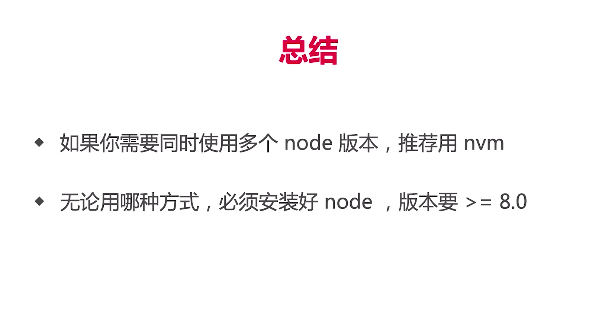 总结
◆ 如果你需要同时使用多个 node 版本，推荐用 nvm
◆ 无论用哪种方式，必须安装好 node ，版本要 >= 8.0